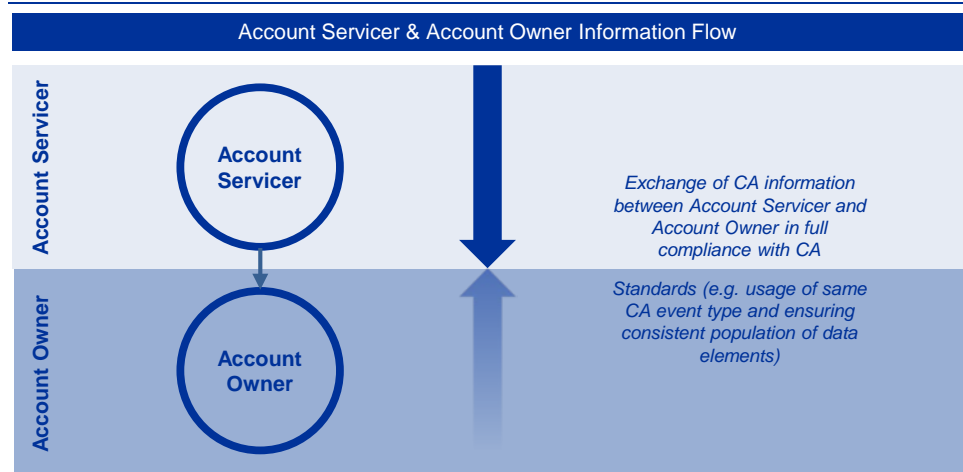 Account Servicer & Account Owner Information Flow
Account Servicer
Account
Servicer
Exchange of CA information
between Account Servicer and
Account Owner in full
compliance with CA
Account Owner
Account
Owner
Standards (e.g. usage of same
CA event type and ensuring
consistent population of data
elements)